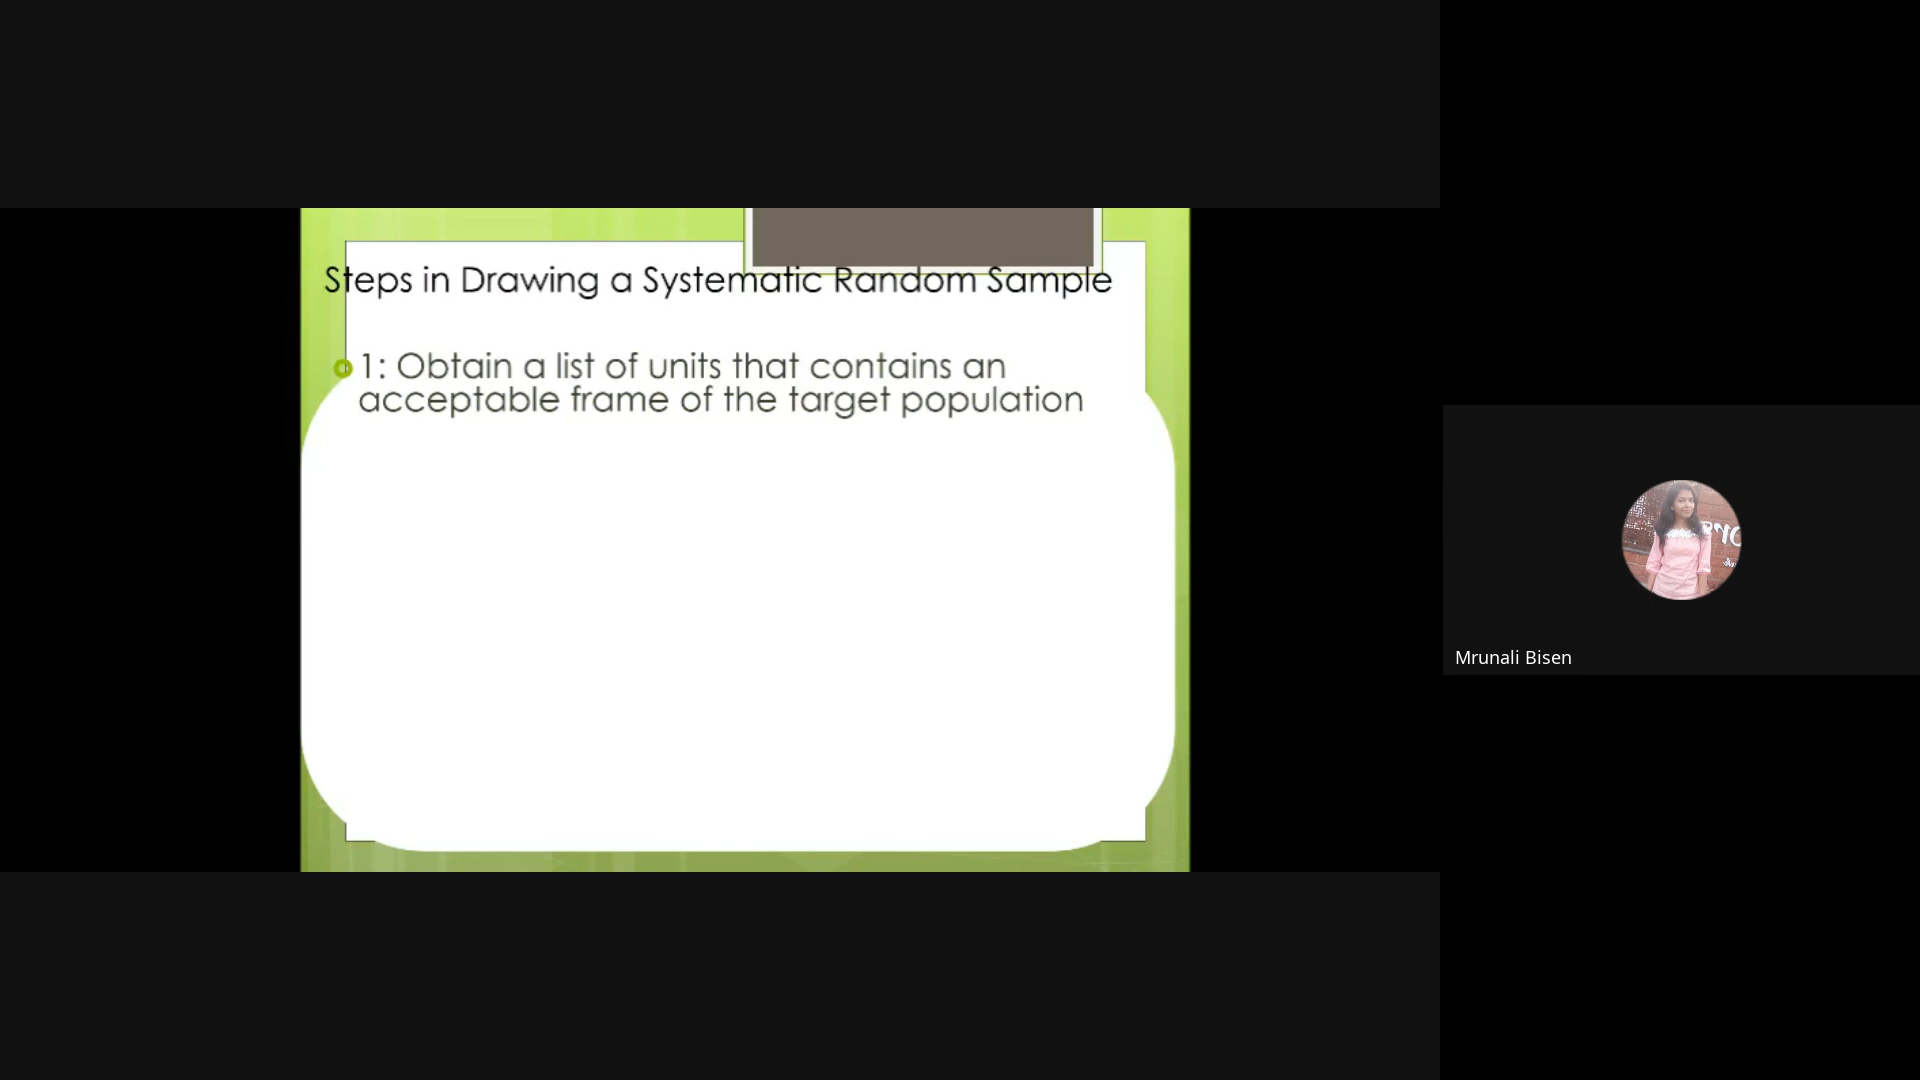 Steps in Drawing a Systematic Random Sample
1: Obtain a list of units that contains an
acceptable frame of the target population
Mrunali Bisen